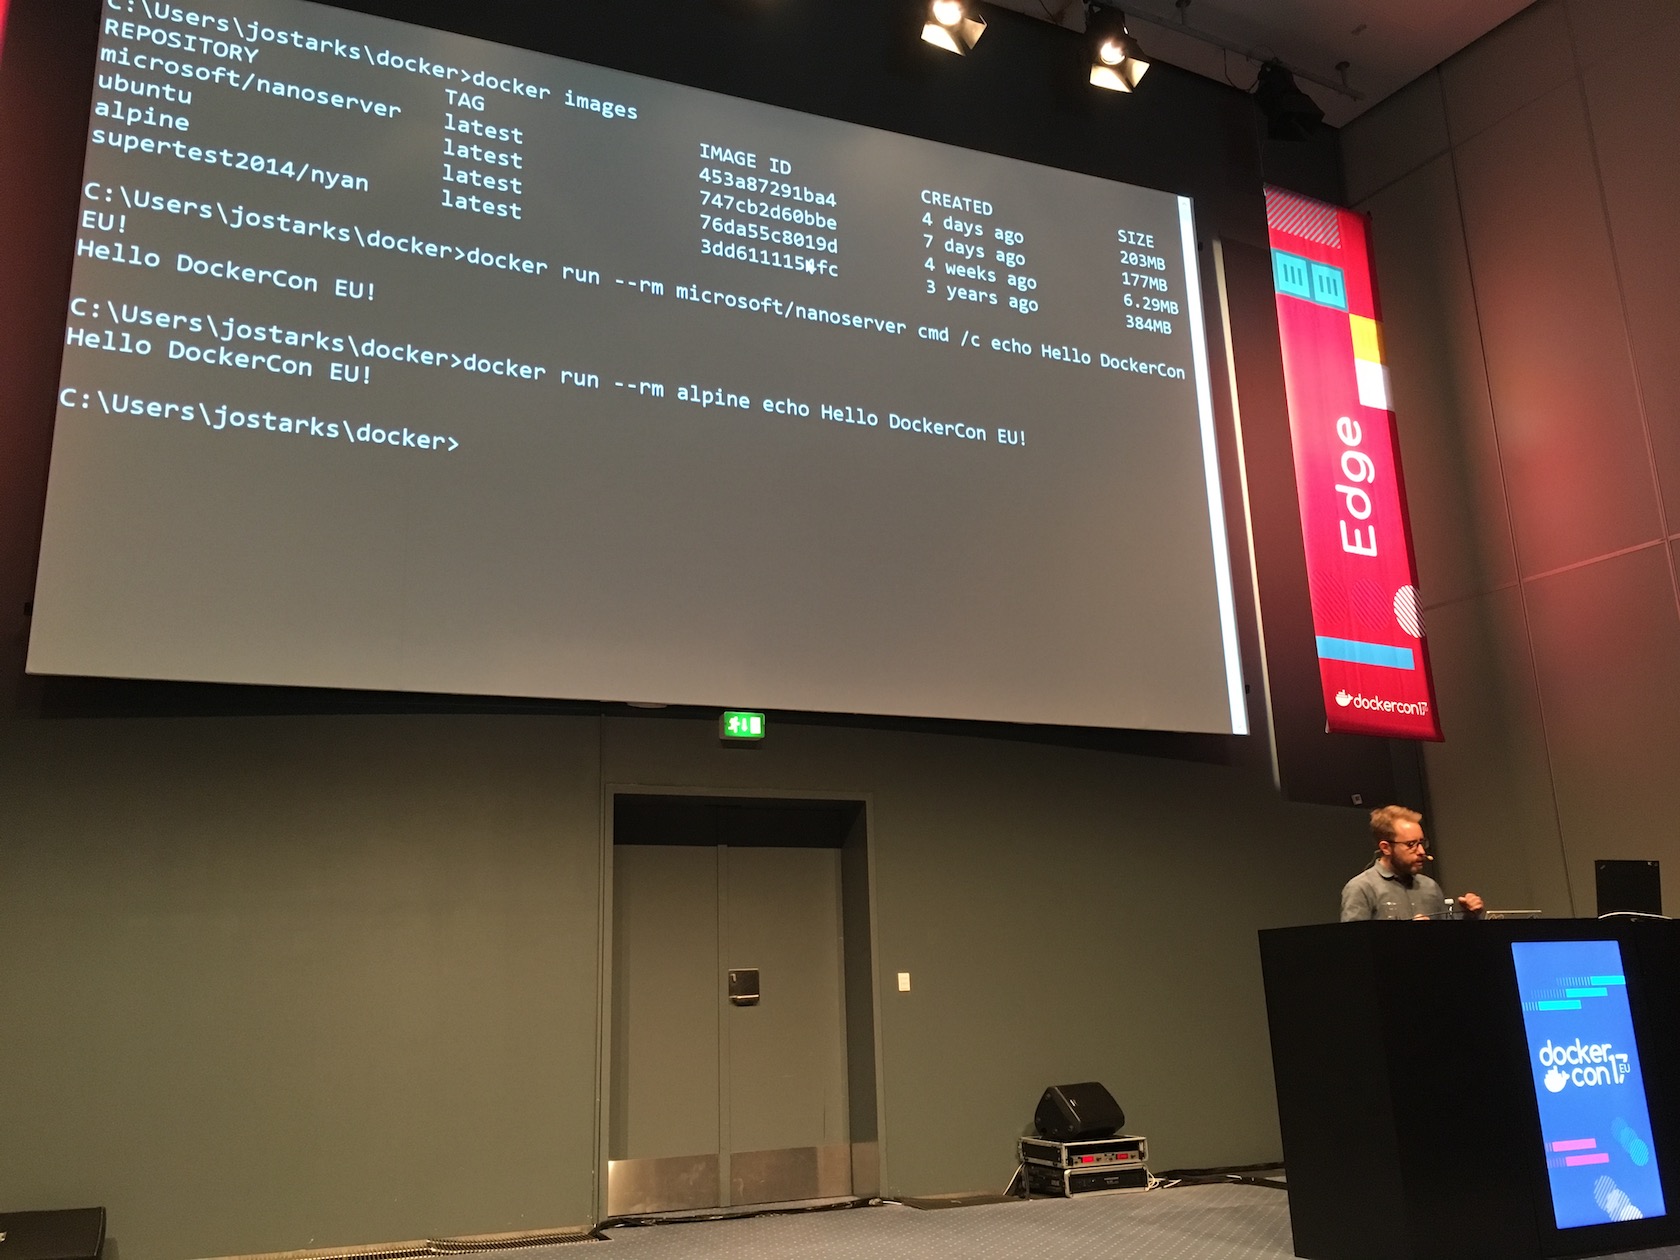 C:\Users\jostarks\docker>docker images
REPOSITORY TAG IMAGE ID CREATED SIZE
microsoft/nanoserver latest 453a87291ba4 4 days ago 203MB
ubuntu latest 747cb2d60bbe 7 days ago 177MB
alpine latest 76da55c8019d 4 weeks ago 6.29MB
supertest2014/nyan latest 3 years ago 384MB
C:\Users\jostarks\docker>docker run --rm microsoft/nanoserver cmd /c echo Hello DockerCon
EU!
Hello DockerCon EU!
C:\Users\jostarks\docker>docker run --rm alpine echo Hello DockerCon EU!
Hello DockerCon EU!
C:\Users\jostarks\docker>
Edge
dockercon17
docker
con17
EU